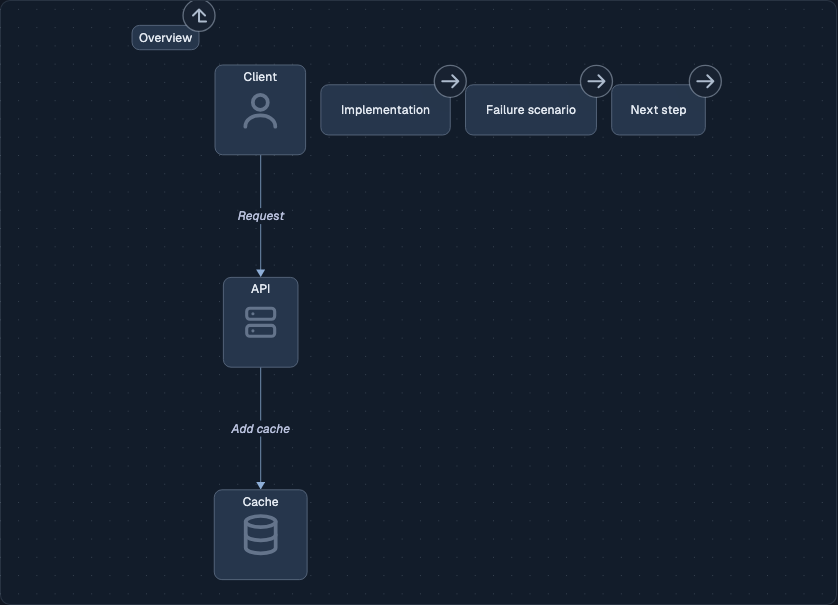 Overview
Client
Implementation
Failure scenario
Next step
Request
API
Add cache
Cache